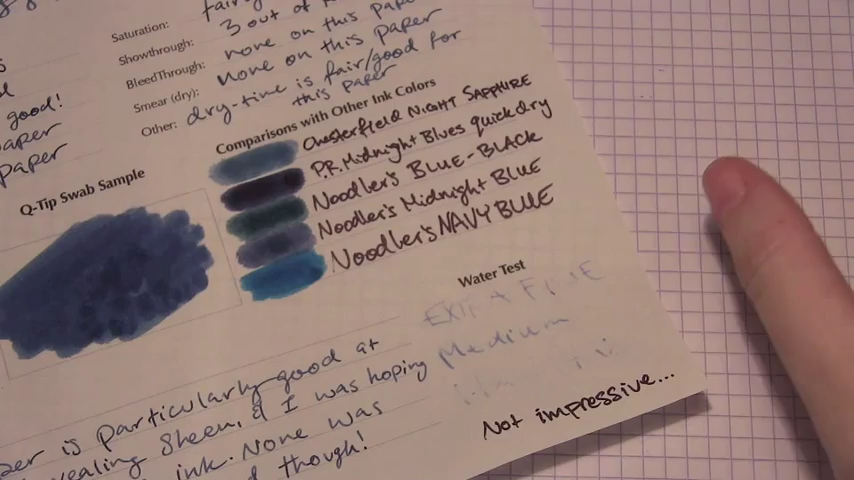 Saturation: fair
Showthrough: 3 out of
BleedThrough: none on this paper
Smear (dry): none on this paper
Other: dry-time is fair/good for
this paper
good!
paper
paper
Comparisons with Other Ink Colors
Chesterfield Night Sapphire
P.R. Midnight Blues quick dry
Noodler's BLUE-BLACK
Noodler's Midnight BLUE
Noodler's NAVY BLUE
Q-Tip Swab Sample
Water Test
Medium
Not impressive...
is particularly good at
sheen, & I was hoping
ink. None was
though!